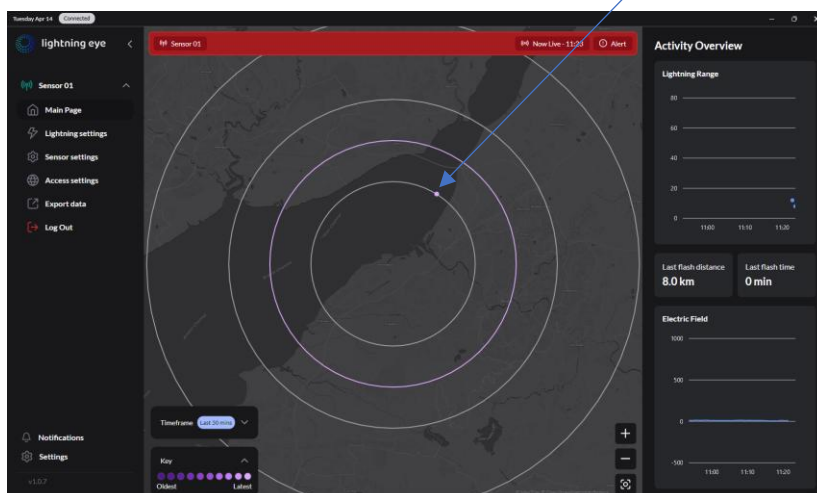 Tuesday Apr 14 Connected
lightning eye
Sensor 01
Main Page
Lightning settings
Sensor settings
Access settings
Export data
Log Out
Notifications
Settings
v1.0.7
Sensor 01
Now Live - 11:23 Alert
Timeframe Last 30 mins
Key
Oldest Latest
Activity Overview
Lightning Range
80
60
40
20
0
11:00 11:10 11:20
Last flash distance
8.0 km
Last flash time
0 min
Electric Field
1000
500
0
-500
11:00 11:10 11:20